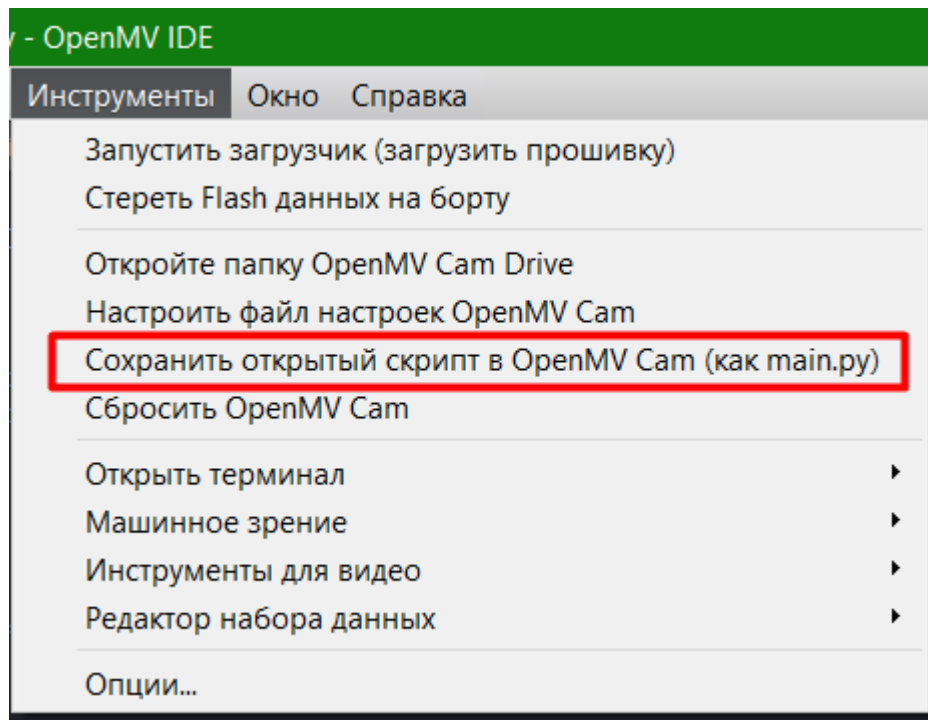 - OpenMV IDE
Инструменты Окно Справка
Запустить загрузчик (загрузить прошивку)
Стереть Flash данных на борту
Откройте папку OpenMV Cam Drive
Настроить файл настроек OpenMV Cam
Сохранить открытый скрипт в OpenMV Cam (как main.py)
Сбросить OpenMV Cam
Открыть терминал
Машинное зрение
Инструменты для видео
Редактор набора данных
Опции...